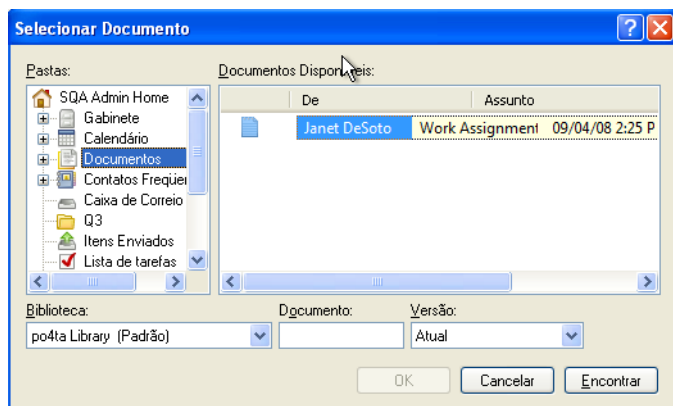 Selecionar Documento
Pastas:
SQA Admin Home
Gabinete
Calendário
Documentos
Contatos Freqüer
Caixa de Correio
Q3
Itens Enviados
Lista de tarefas
Documentos Disponíveis:
De Assunto
Janet DeSoto Work Assignment 09/04/08 2:25 P
Biblioteca: Documento: Versão:
po4ta Library (Padrão) Atual
OK Cancelar Encontrar